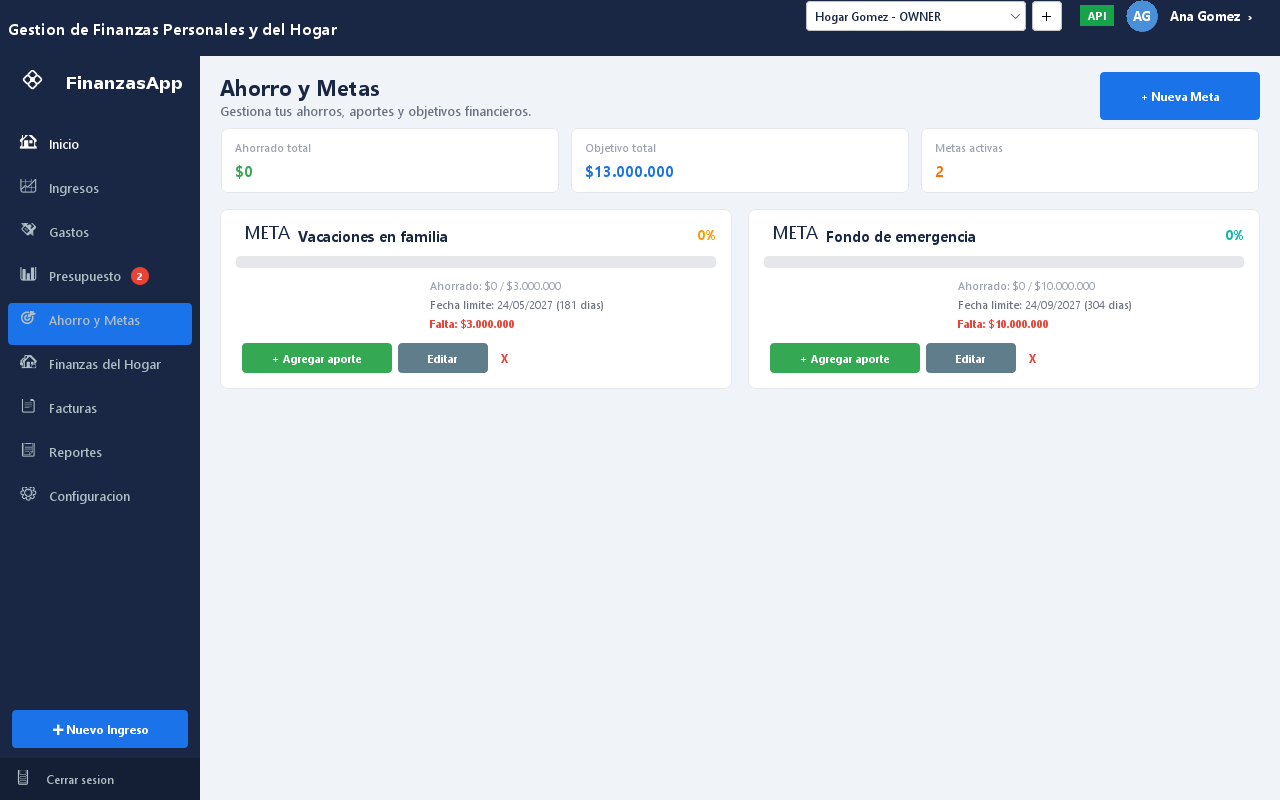 Gestion de Finanzas Personales y del Hogar
Hogar Gomez - OWNER
+
API
AG
Ana Gomez ›
FinanzasApp
Inicio
Ingresos
Gastos
Presupuesto 2
Ahorro y Metas
Finanzas del Hogar
Facturas
Reportes
Configuracion
+ Nuevo Ingreso
Cerrar sesion
Ahorro y Metas
Gestiona tus ahorros, aportes y objetivos financieros.
+ Nueva Meta
Ahorrado total
$0
Objetivo total
$13.000.000
Metas activas
2
META Vacaciones en familia 0%
Ahorrado: $0 / $3.000.000
Fecha limite: 24/05/2027 (181 dias)
Falta: $3.000.000
+ Agregar aporte Editar X
META Fondo de emergencia 0%
Ahorrado: $0 / $10.000.000
Fecha limite: 24/09/2027 (304 dias)
Falta: $10.000.000
+ Agregar aporte Editar X